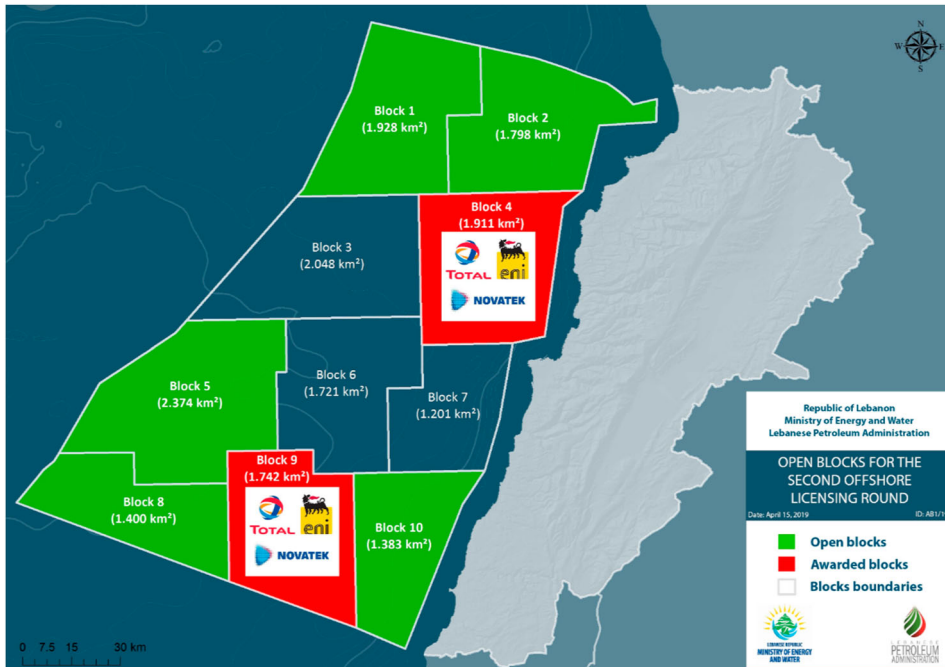 N
W E
S
Block 1
(1.928 km²)
Block 2
(1.798 km²)
Block 4
(1.911 km²)
TOTAL
eni
NOVATEK
Block 3
(2.048 km²)
Block 5
(2.374 km²)
Block 6
(1.721 km²)
Block 7
(1.201 km²)
Block 9
(1.742 km²)
TOTAL
eni
NOVATEK
Block 8
(1.400 km²)
Block 10
(1.383 km²)
0 7.5 15 30 km
Republic of Lebanon
Ministry of Energy and Water
Lebanese Petroleum Administration
OPEN BLOCKS FOR THE
SECOND OFFSHORE
LICENSING ROUND
Date: April 15, 2019 ID: AB1/1
Open blocks
Awarded blocks
Blocks boundaries
LEBANESE REPUBLIC
MINISTRY OF ENERGY
AND WATER
LEBANESE
PETROLEUM
ADMINISTRATION